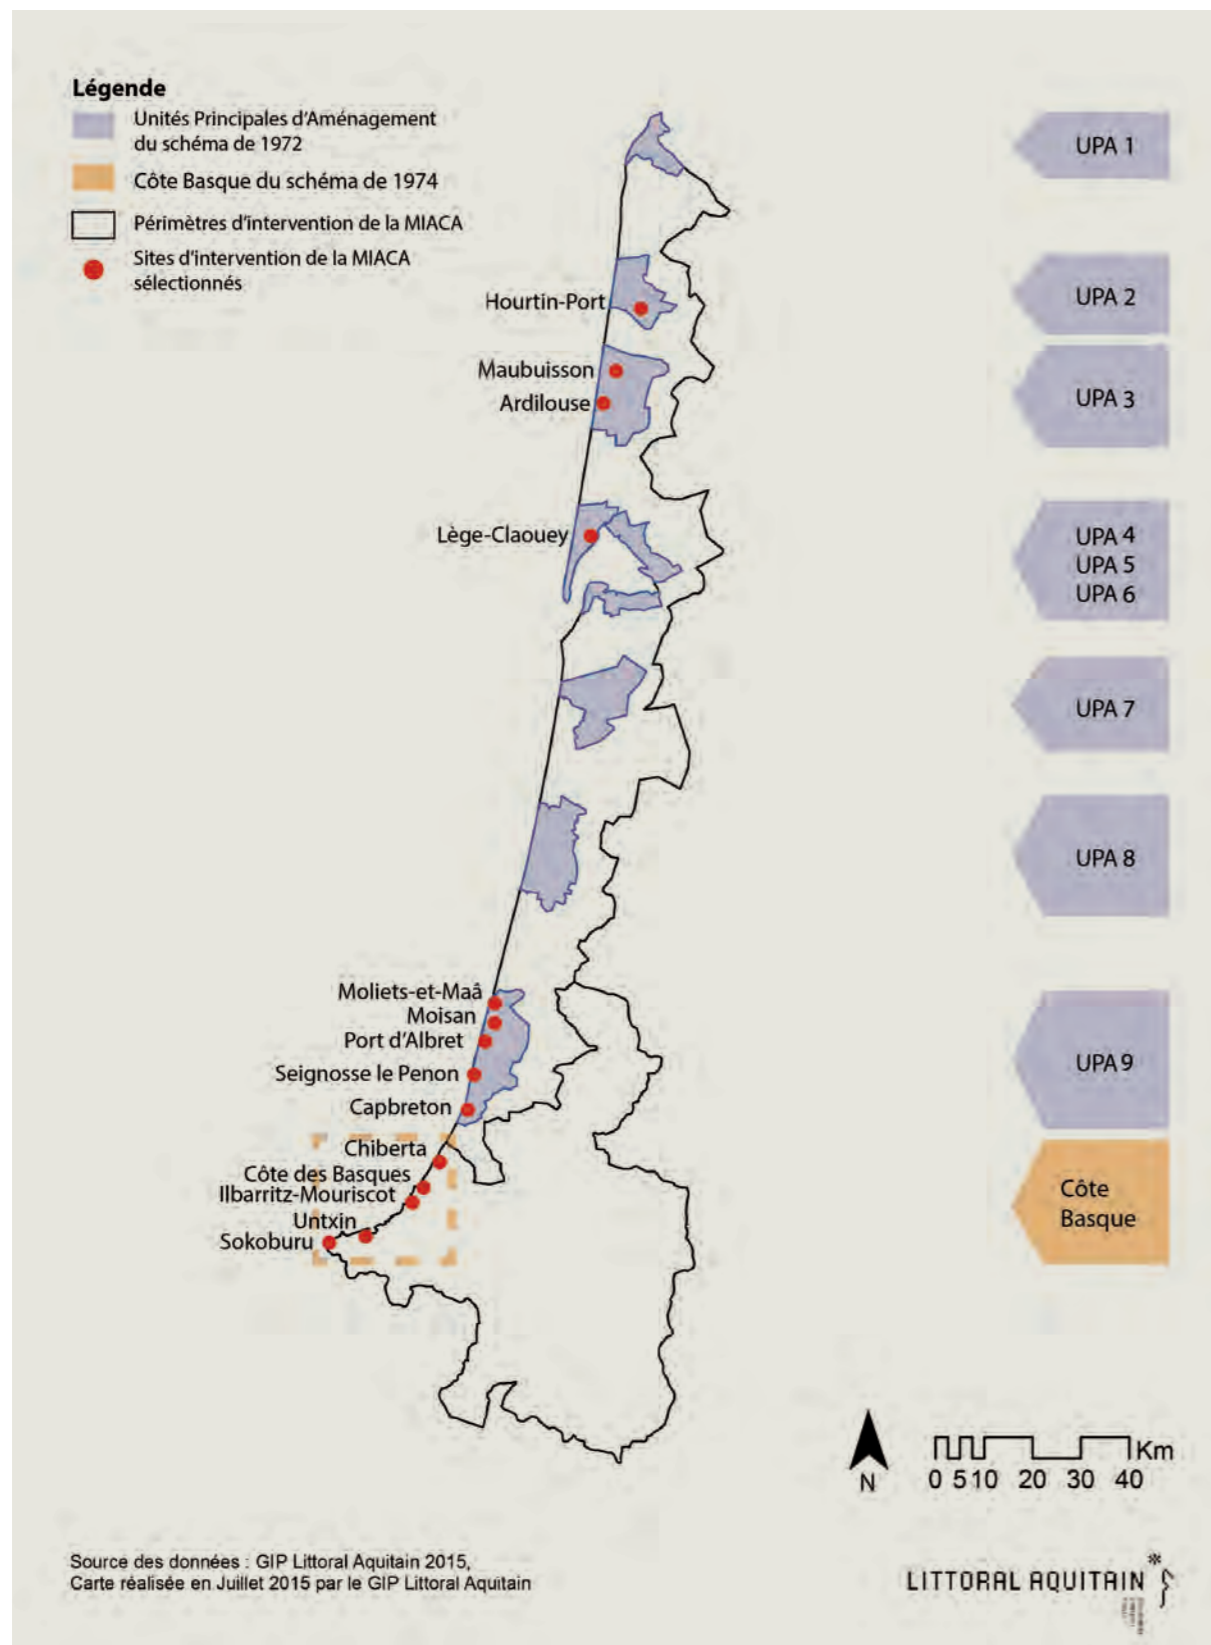 Légende
Unités Principales d'Aménagement
du schéma de 1972
Côte Basque du schéma de 1974
Périmètres d'intervention de la MIACA
Sites d'intervention de la MIACA
sélectionnés
UPA 1
Hourtin-Port
UPA 2
Maubuisson
Ardilouse
UPA 3
Lège-Claouey
UPA 4
UPA 5
UPA 6
UPA 7
UPA 8
Moliets-et-Maâ
Moisan
Port d'Albret
Seignosse le Penon
Capbreton
UPA 9
Chiberta
Côte des Basques
Ilbarritz-Mouriscot
Untxin
Sokoburu
Côte
Basque
N
Km
0 5 10 20 30 40
Source des données : GIP Littoral Aquitain 2015,
Carte réalisée en Juillet 2015 par le GIP Littoral Aquitain
LITTORAL AQUITAIN